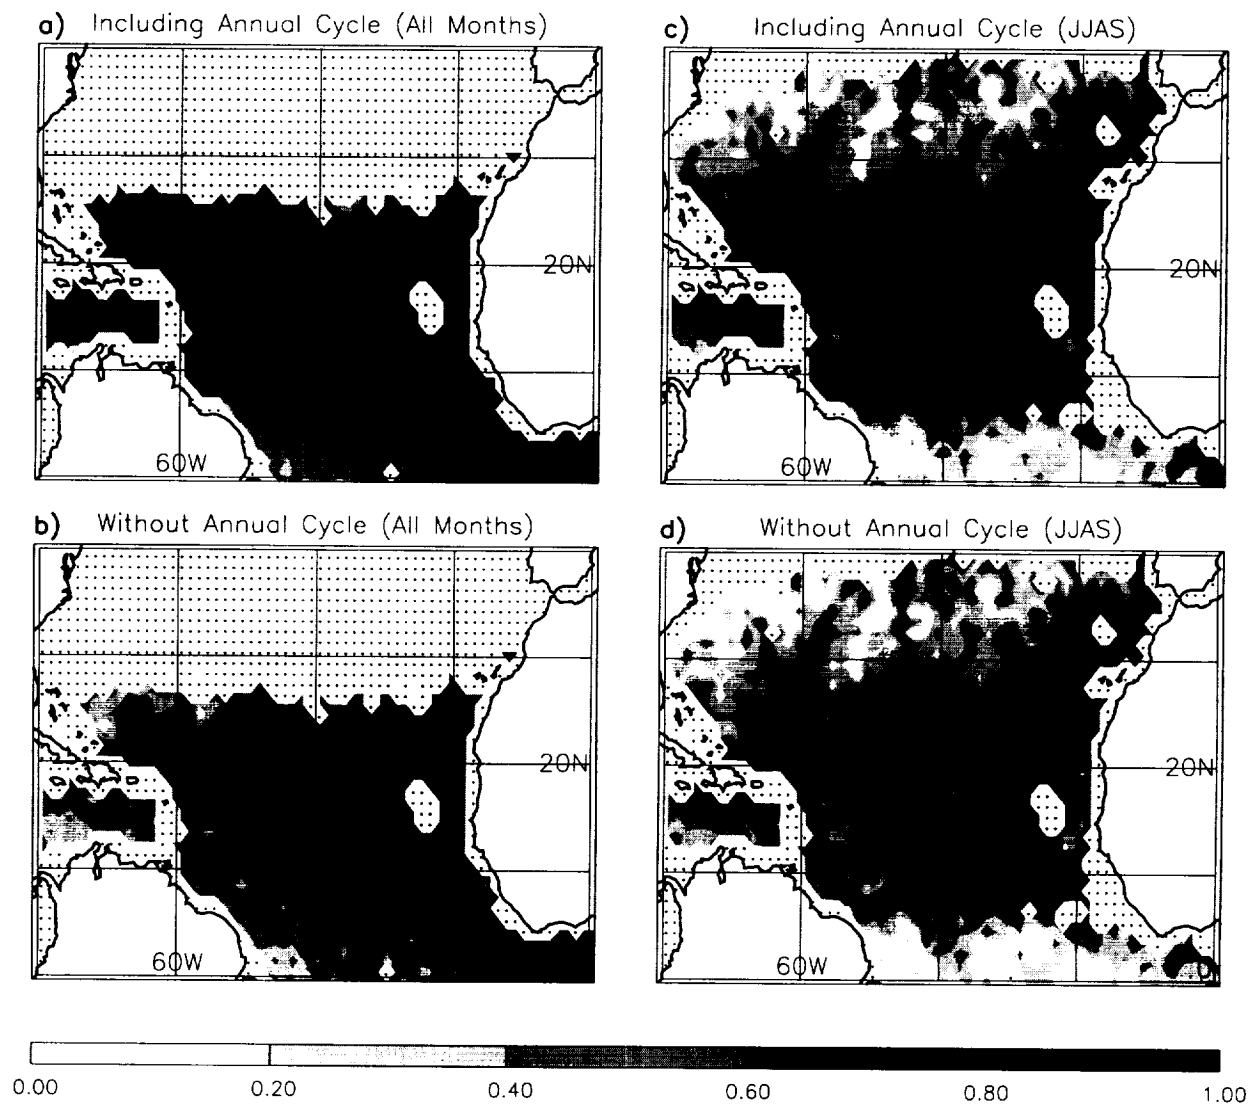 a) Including Annual Cycle (All Months)
20N
60W
c) Including Annual Cycle (JJAS)
20N
60W
b) Without Annual Cycle (All Months)
20N
60W
d) Without Annual Cycle (JJAS)
20N
60W
0.00 0.20 0.40 0.60 0.80 1.00